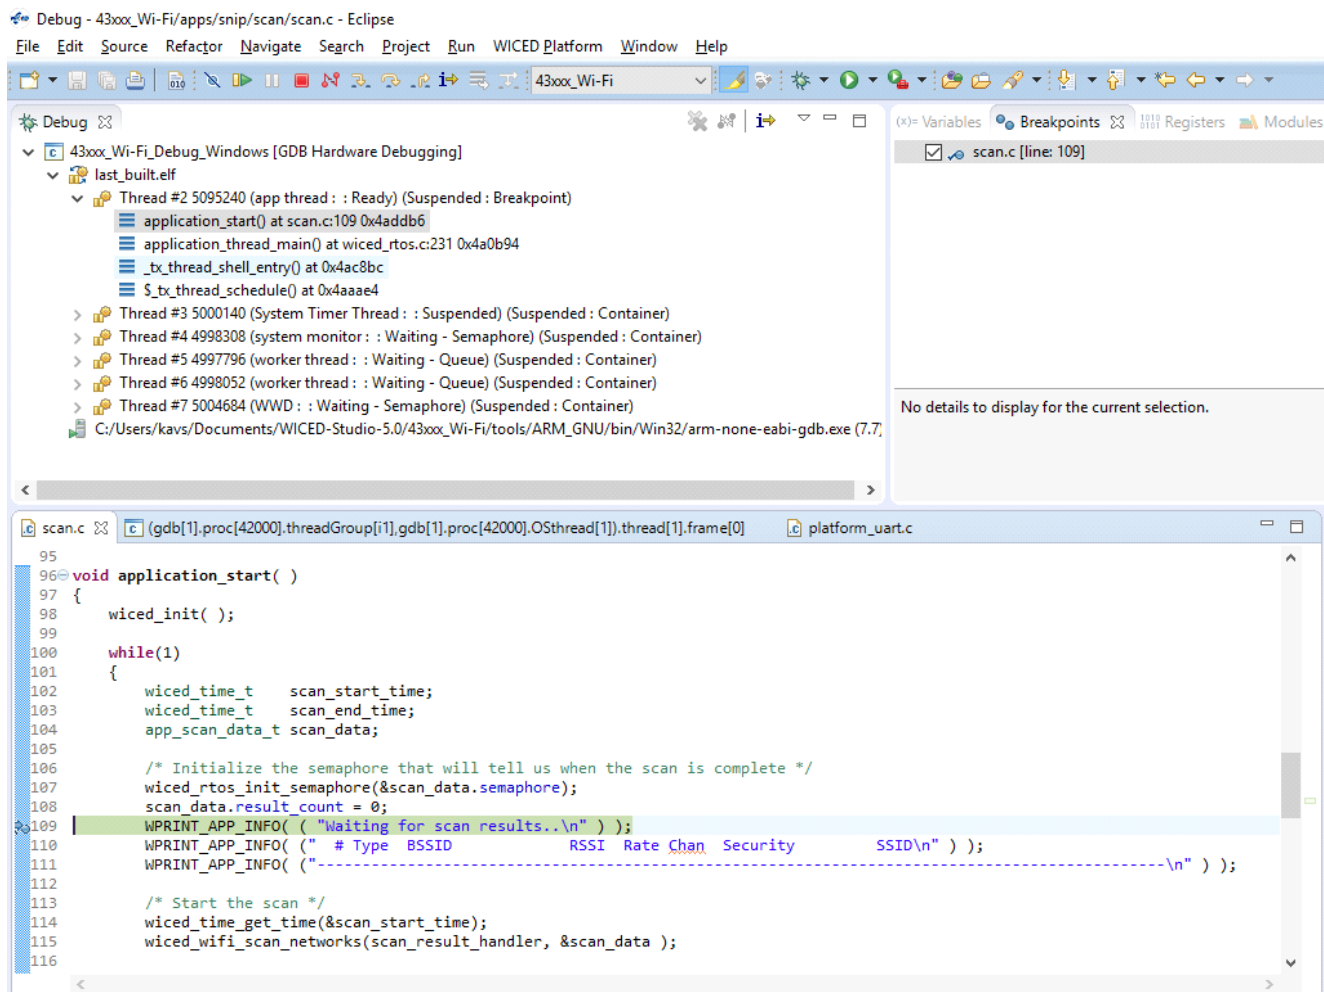 Debug - 43xxx_Wi-Fi/apps/snip/scan/scan.c - Eclipse
File Edit Source Refactor Navigate Search Project Run WICED Platform Window Help
43xxx_Wi-Fi
Debug
(x)= Variables Breakpoints Registers Modules
43xxx_Wi-Fi_Debug_Windows [GDB Hardware Debugging]
scan.c [line: 109]
last_built.elf
Thread #2 5095240 (app thread : : Ready) (Suspended : Breakpoint)
application_start() at scan.c:109 0x4addb6
application_thread_main() at wiced_rtos.c:231 0x4a0b94
_tx_thread_shell_entry() at 0x4ac8bc
$_tx_thread_schedule() at 0x4aaae4
Thread #3 5000140 (System Timer Thread : : Suspended) (Suspended : Container)
Thread #4 4998308 (system monitor : : Waiting - Semaphore) (Suspended : Container)
Thread #5 4997796 (worker thread : : Waiting - Queue) (Suspended : Container)
Thread #6 4998052 (worker thread : : Waiting - Queue) (Suspended : Container)
Thread #7 5004684 (WWD : : Waiting - Semaphore) (Suspended : Container)
No details to display for the current selection.
C:/Users/kavs/Documents/WICED-Studio-5.0/43xxx_Wi-Fi/tools/ARM_GNU/bin/Win32/arm-none-eabi-gdb.exe (7.7)
scan.c (gdb[1].proc[42000].threadGroup[i1],gdb[1].proc[42000].OSthread[1]).thread[1].frame[0] platform_uart.c
95
96 void application_start( )
97 {
98 wiced_init( );
99
100 while(1)
101 {
102 wiced_time_t scan_start_time;
103 wiced_time_t scan_end_time;
104 app_scan_data_t scan_data;
105
106 /* Initialize the semaphore that will tell us when the scan is complete */
107 wiced_rtos_init_semaphore(&scan_data.semaphore);
108 scan_data.result_count = 0;
109 WPRINT_APP_INFO( ( "Waiting for scan results..\n" ) );
110 WPRINT_APP_INFO( (" # Type BSSID RSSI Rate Chan Security SSID\n" ) );
111 WPRINT_APP_INFO( ("----------------------------------------------------------------------------------------------\n" ) );
112
113 /* Start the scan */
114 wiced_time_get_time(&scan_start_time);
115 wiced_wifi_scan_networks(scan_result_handler, &scan_data );
116